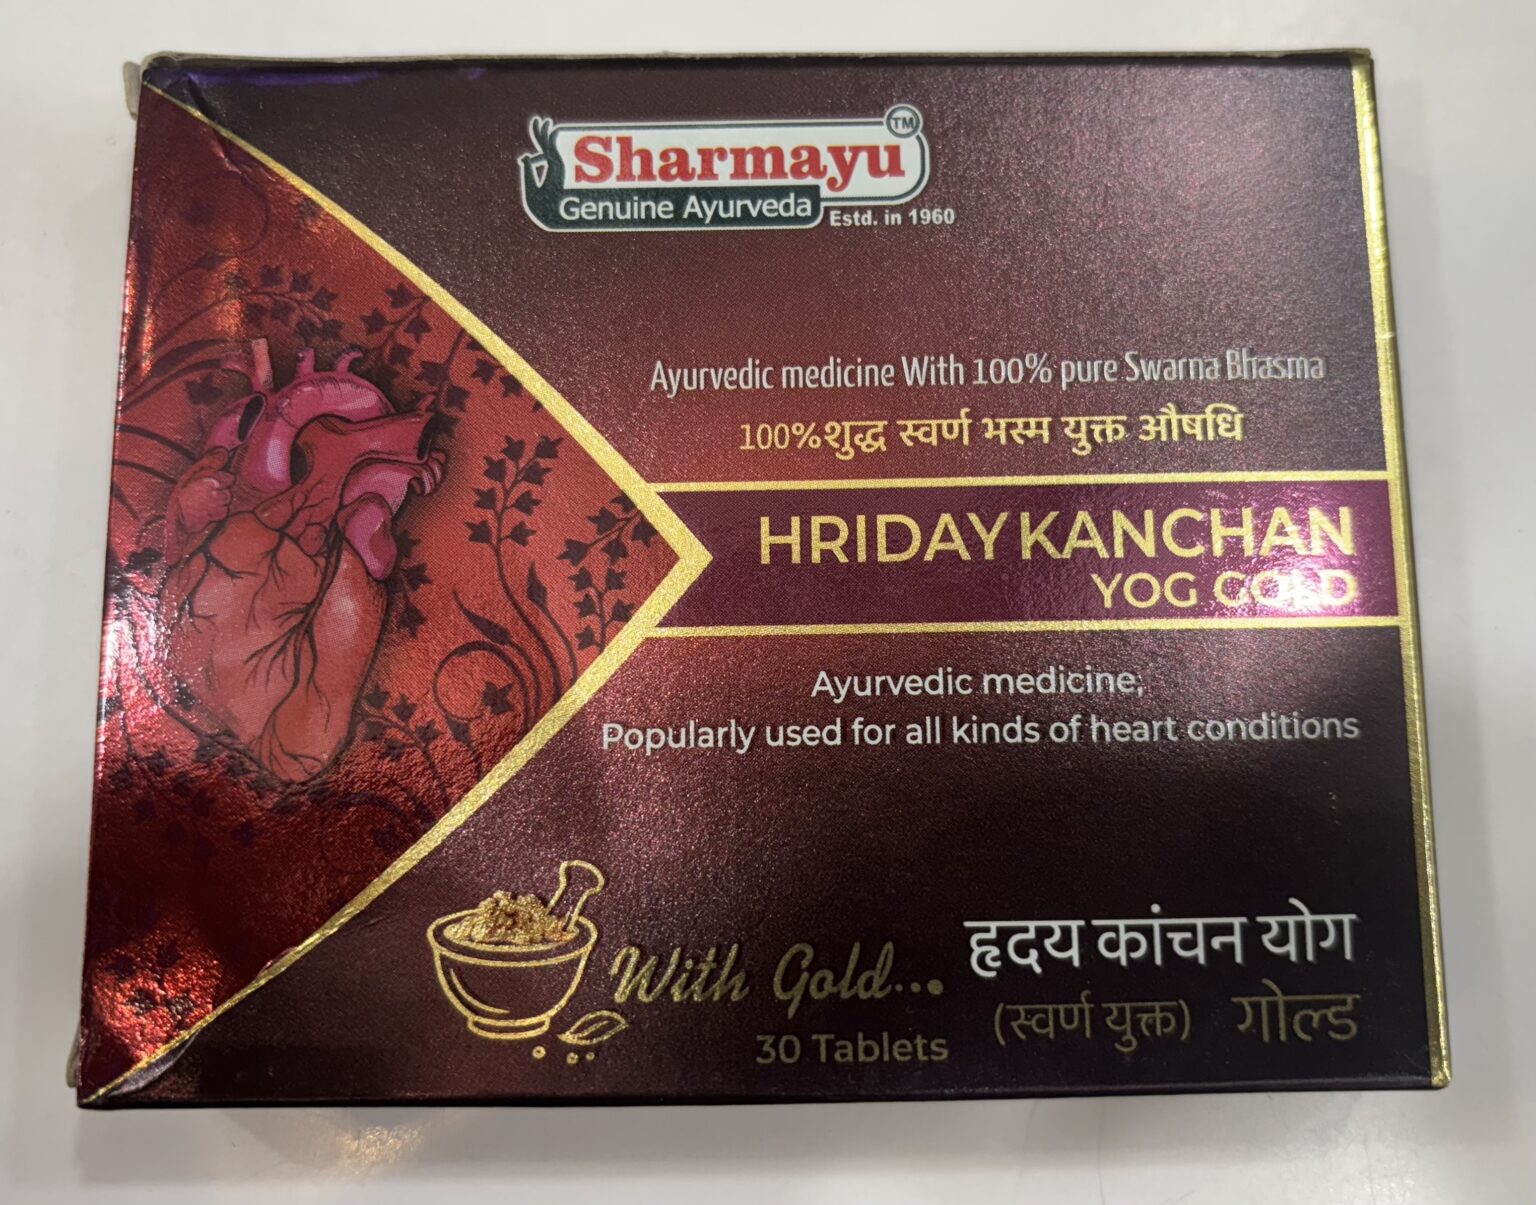 Sharmayu TM
Genuine Ayurveda Estd. in 1960
Ayurvedic medicine With 100% pure Swarna Bhasma
100%शुद्ध स्वर्ण भस्म युक्त औषधि
HRIDAY KANCHAN
YOG GOLD
Ayurvedic medicine,
Popularly used for all kinds of heart conditions
With Gold...
30 Tablets
हृदय कांचन योग
(स्वर्ण युक्त) गोल्ड